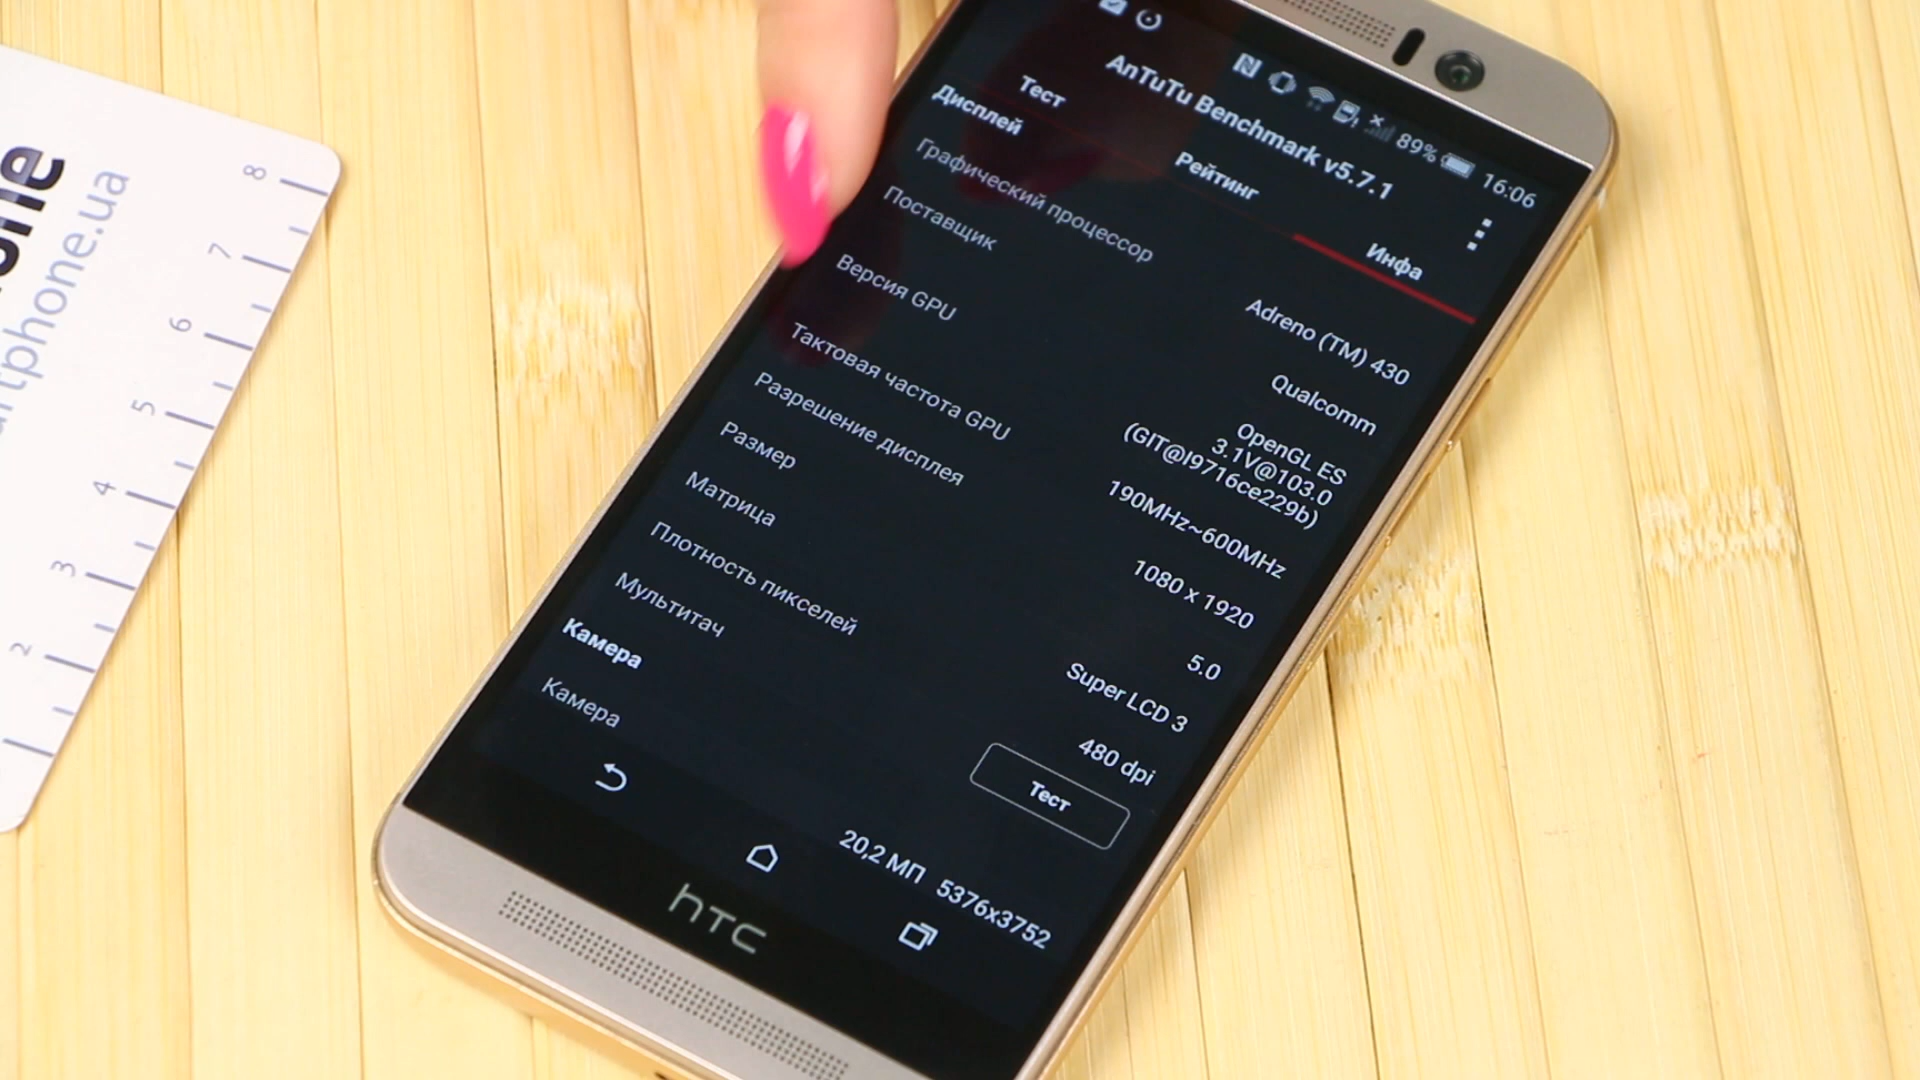 89% 16:06
AnTuTu Benchmark v5.7.1
Тест Рейтинг Инфа
Дисплей
Графический процессор Adreno (TM) 430
Поставщик Qualcomm
Версия GPU OpenGL ES
3.1V@103.0
(GIT@I9716ce229b)
Тактовая частота GPU 190MHz~600MHz
Разрешение дисплея 1080 x 1920
Размер 5.0
Матрица Super LCD 3
Плотность пикселей 480 dpi
Мультитач Тест
Камера
Камера 20,2 МП 5376x3752
hTC
8
7
6
5
4
3
2